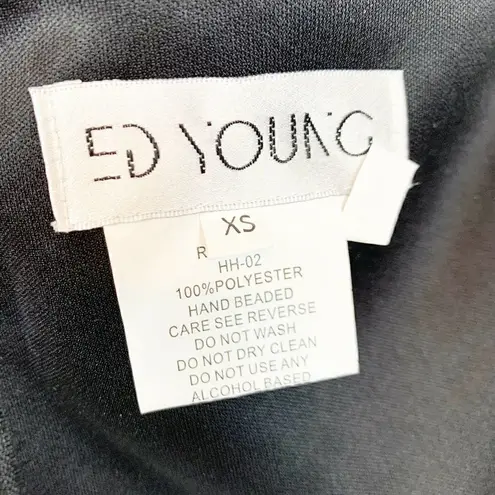 ED YOUNG
XS
R
HH-02
100%POLYESTER
HAND BEADED
CARE SEE REVERSE
DO NOT WASH
DO NOT DRY CLEAN
DO NOT USE ANY
ALCOHOL BASED